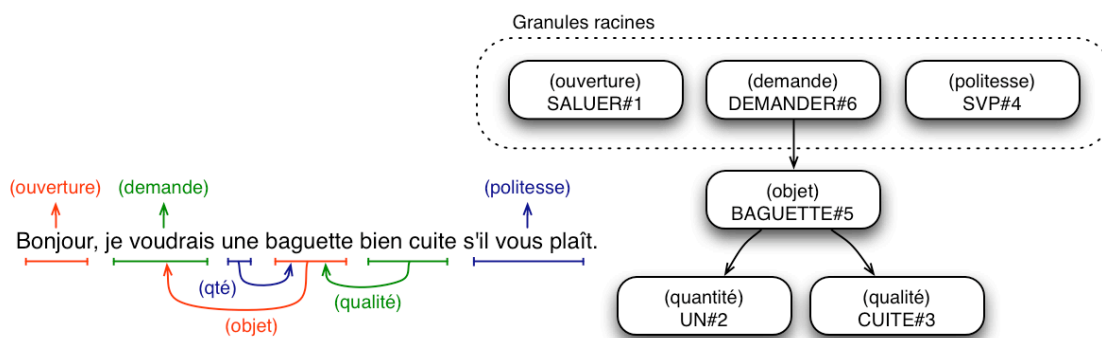 Granules racines
(ouverture)
SALUER#1
(demande)
DEMANDER#6
(politesse)
SVP#4
(objet)
BAGUETTE#5
(quantité)
UN#2
(qualité)
CUITE#3
(ouverture) (demande) (politesse)
Bonjour, je voudrais une baguette bien cuite s'il vous plaît.
(qté)
(qualité)
(objet)